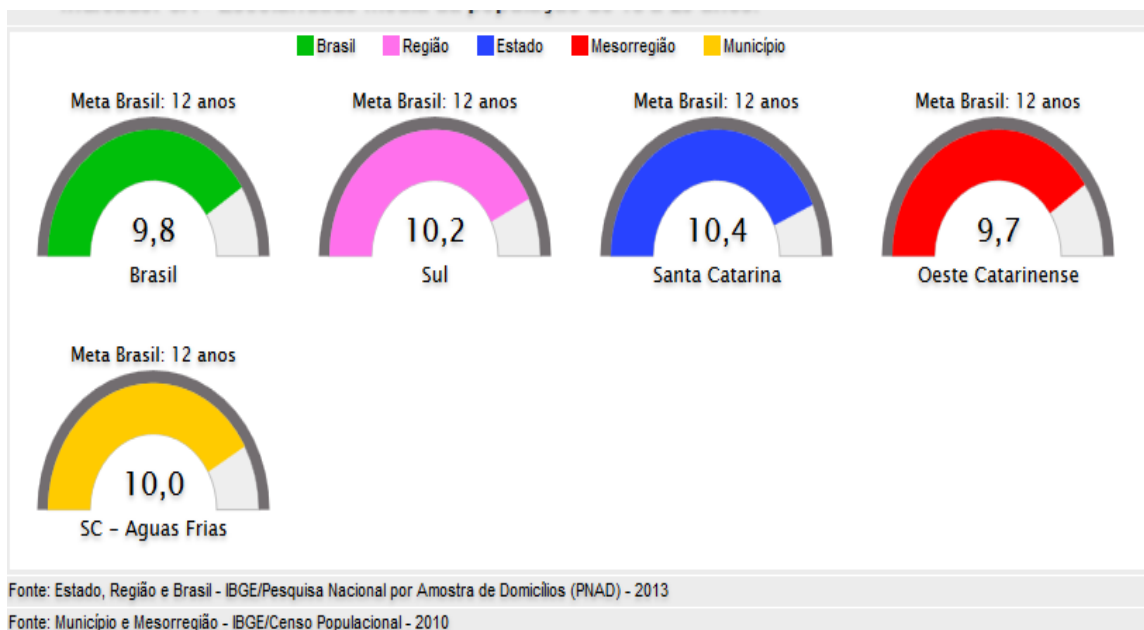 Brasil Região Estado Mesorregião Município
Meta Brasil: 12 anos Meta Brasil: 12 anos Meta Brasil: 12 anos Meta Brasil: 12 anos
9,8 10,2 10,4 9,7
Brasil Sul Santa Catarina Oeste Catarinense
Meta Brasil: 12 anos
10,0
SC – Aguas Frias
Fonte: Estado, Região e Brasil - IBGE/Pesquisa Nacional por Amostra de Domicílios (PNAD) - 2013
Fonte: Município e Mesorregião - IBGE/Censo Populacional - 2010